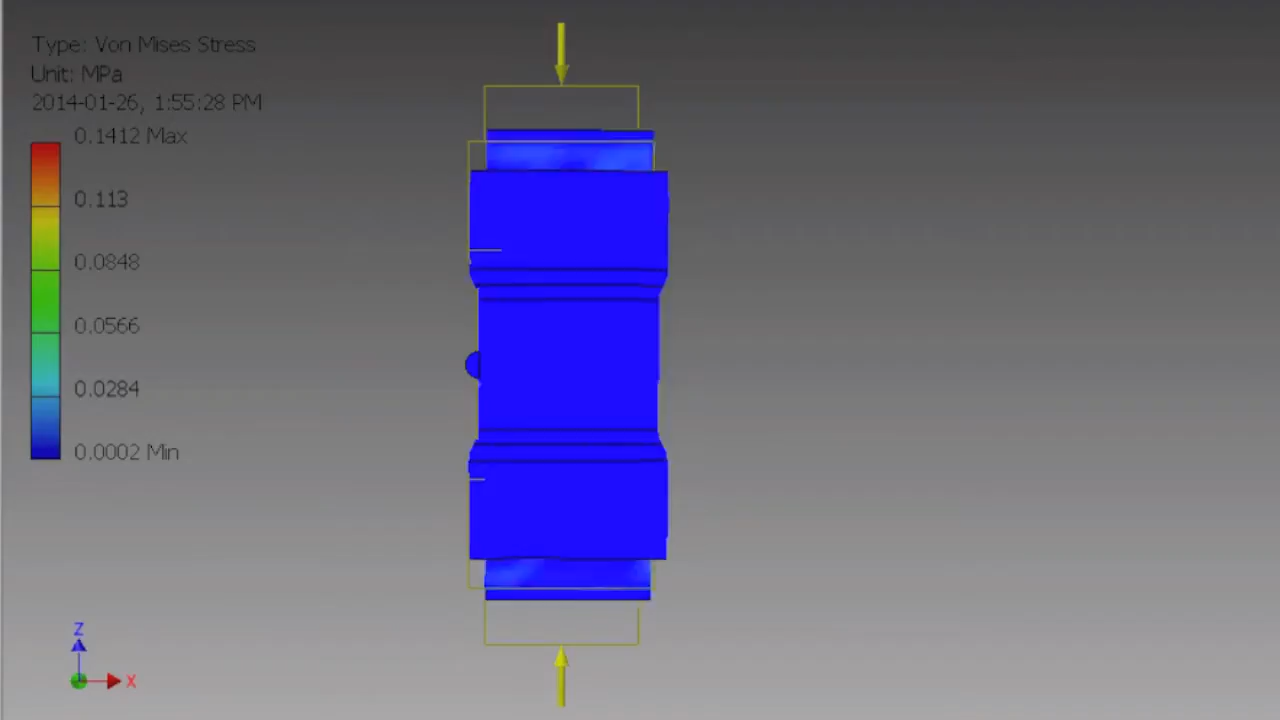 Type: Von Mises Stress
Unit: MPa
2014-01-26, 1:55:28 PM
0.1412 Max
0.113
0.0848
0.0566
0.0284
0.0002 Min
Z
X